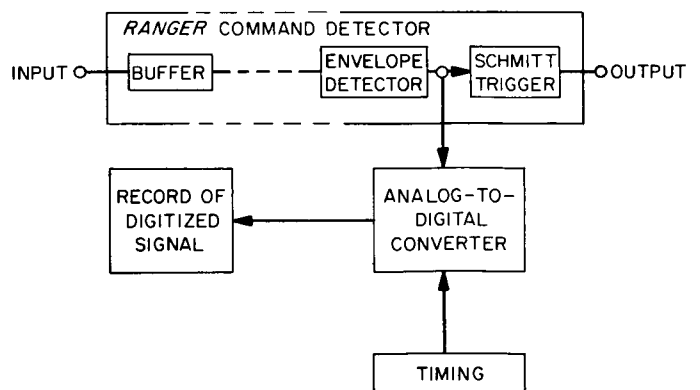 RANGER COMMAND DETECTOR
INPUT
BUFFER
ENVELOPE
DETECTOR
SCHMITT
TRIGGER
OUTPUT
RECORD OF
DIGITIZED
SIGNAL
ANALOG-TO-
DIGITAL
CONVERTER
TIMING